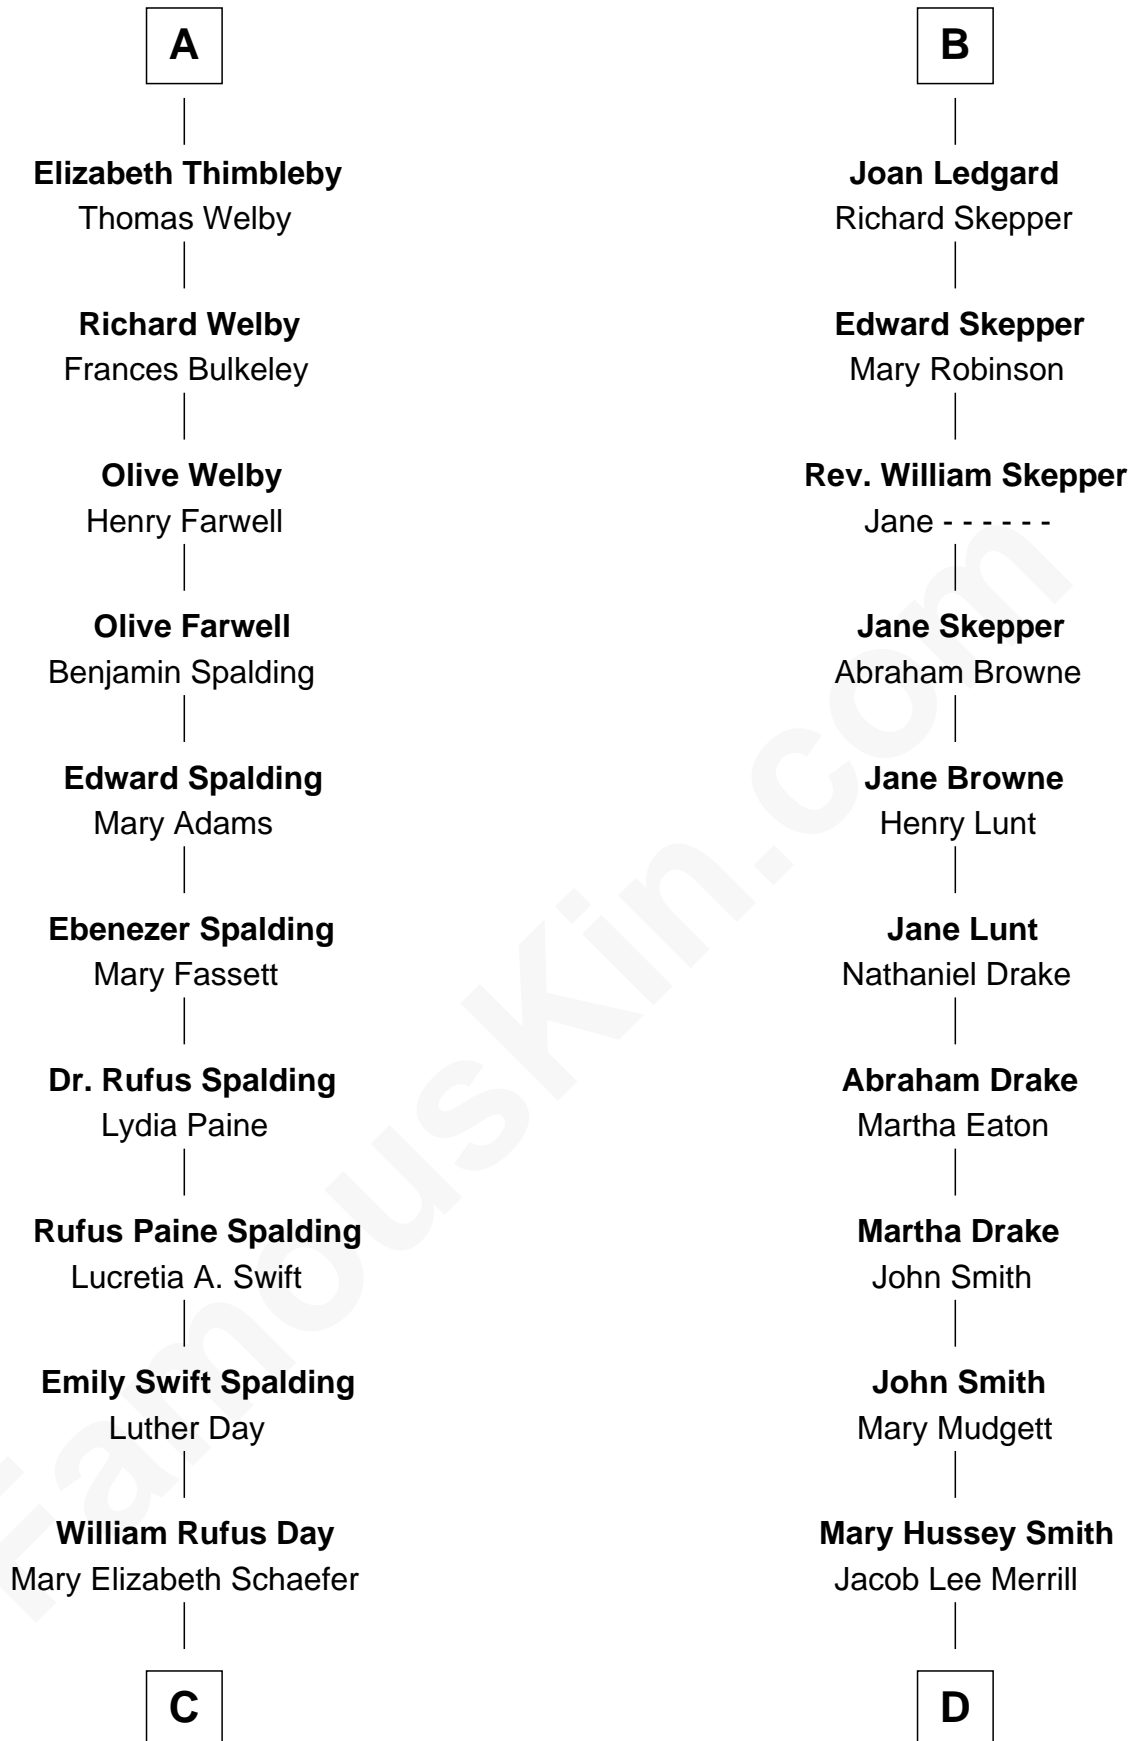 A
Elizabeth Thimbleby
Thomas Welby
Richard Welby
Frances Bulkeley
Olive Welby
Henry Farwell
Olive Farwell
Benjamin Spalding
Edward Spalding
Mary Adams
Ebenezer Spalding
Mary Fassett
Dr. Rufus Spalding
Lydia Paine
Rufus Paine Spalding
Lucretia A. Swift
Emily Swift Spalding
Luther Day
William Rufus Day
Mary Elizabeth Schaefer
C
B
Joan Ledgard
Richard Skepper
Edward Skepper
Mary Robinson
Rev. William Skepper
Jane - - - - - -
Jane Skepper
Abraham Browne
Jane Browne
Henry Lunt
Jane Lunt
Nathaniel Drake
Abraham Drake
Martha Eaton
Martha Drake
John Smith
John Smith
Mary Mudgett
Mary Hussey Smith
Jacob Lee Merrill
D
FamousKin.com